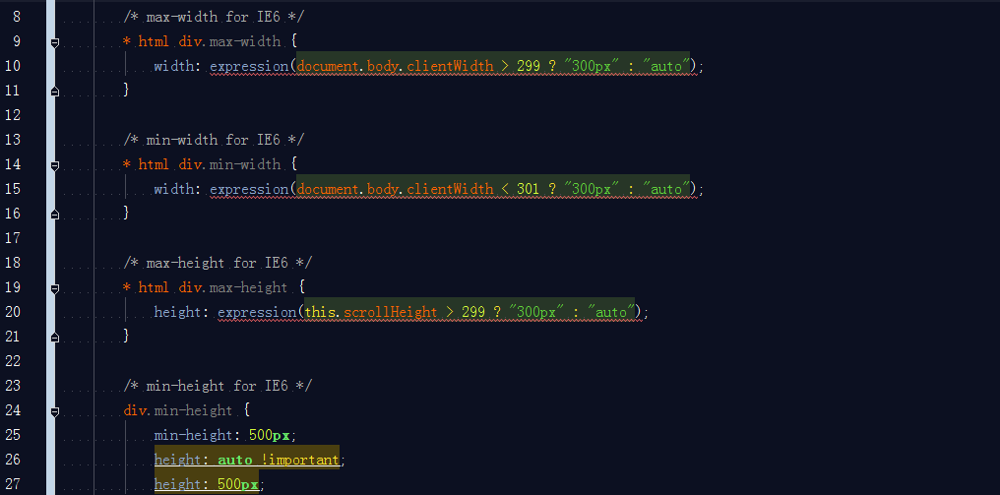 8 /* max-width for IE6 */
9 * html div.max-width {
10 width: expression(document.body.clientWidth > 299 ? "300px" : "auto");
11 }
12
13 /* min-width for IE6 */
14 * html div.min-width {
15 width: expression(document.body.clientWidth < 301 ? "300px" : "auto");
16 }
17
18 /* max-height for IE6 */
19 * html div.max-height {
20 height: expression(this.scrollHeight > 299 ? "300px" : "auto");
21 }
22
23 /* min-height for IE6 */
24 div.min-height {
25 min-height: 500px;
26 height: auto !important;
27 height: 500px;